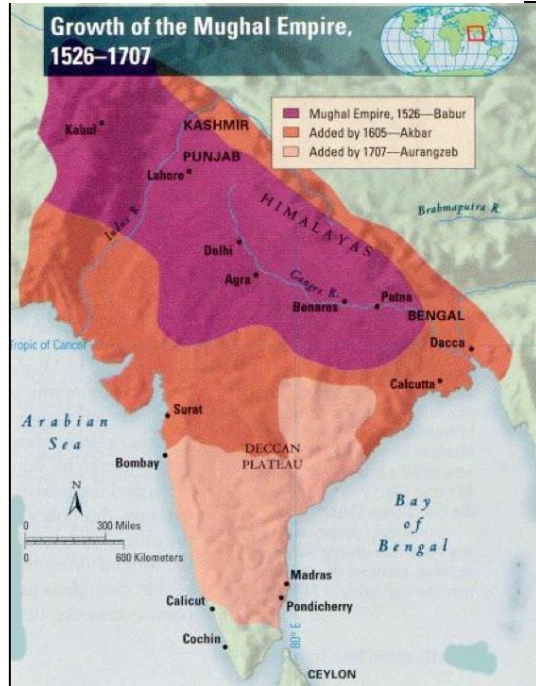 Growth of the Mughal Empire,
1526–1707
Mughal Empire, 1526—Babur
Added by 1605—Akbar
Added by 1707—Aurangzeb
Kabul
KASHMIR
PUNJAB
Lahore
HIMALAYAS
Brahmaputra R.
Indus R.
Delhi
Agra
Ganges R.
Benares
Patna
BENGAL
Dacca
Tropic of Cancer
Calcutta
Surat
Arabian
Sea
DECCAN
PLATEAU
Bombay
N
Bay
of
Bengal
0 300 Miles
0 600 Kilometers
Madras
Calicut
Pondicherry
Cochin
80° E
CEYLON